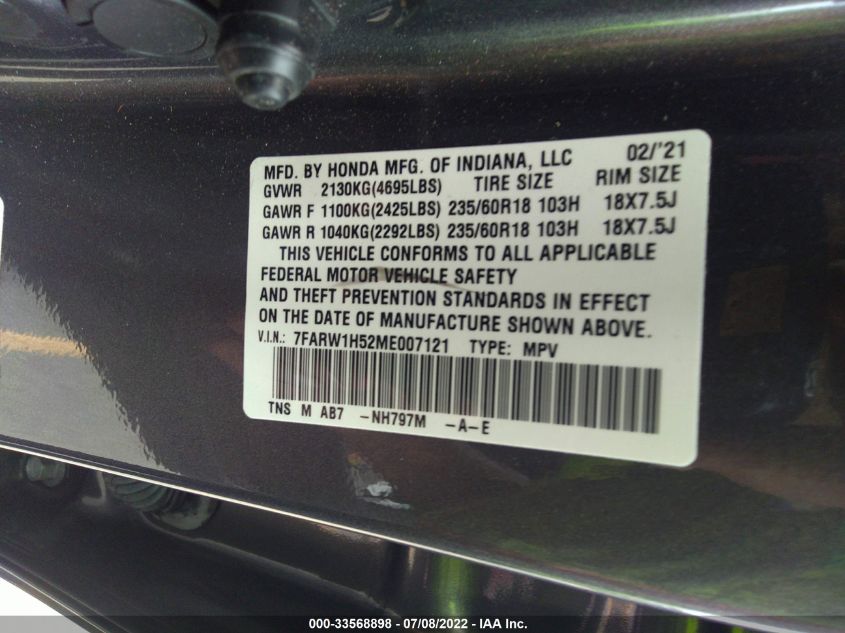 MFD. BY HONDA MFG. OF INDIANA, LLC 02/'21
GVWR 2130KG(4695LBS) TIRE SIZE RIM SIZE
GAWR F 1100KG(2425LBS) 235/60R18 103H 18X7.5J
GAWR R 1040KG(2292LBS) 235/60R18 103H 18X7.5J
THIS VEHICLE CONFORMS TO ALL APPLICABLE
FEDERAL MOTOR VEHICLE SAFETY
AND THEFT PREVENTION STANDARDS IN EFFECT
ON THE DATE OF MANUFACTURE SHOWN ABOVE.
V.I.N.: 7FARW1H52ME007121 TYPE: MPV
TNS M AB7 -NH797M -A-E
000-33568898 - 07/08/2022 - IAA Inc.